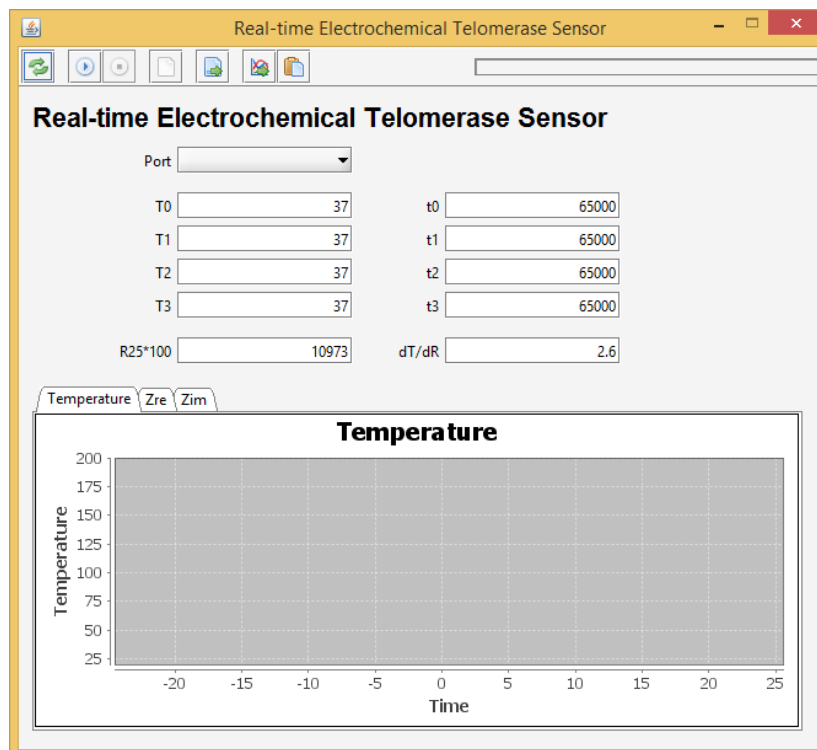 Real-time Electrochemical Telomerase Sensor
Real-time Electrochemical Telomerase Sensor
Port
T0 37 t0 65000
T1 37 t1 65000
T2 37 t2 65000
T3 37 t3 65000
R25*100 10973 dT/dR 2.6
Temperature Zre Zim
Temperature
200
175
150
125
100
75
50
25
Temperature
-20 -15 -10 -5 0 5 10 15 20 25
Time